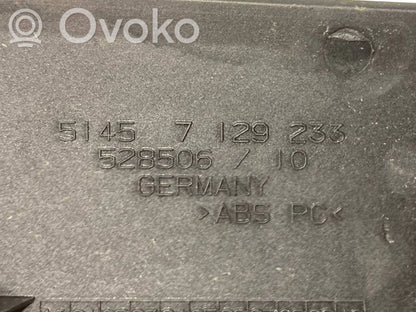 Ovoko
5145 7 129 233
528506 / 10
GERMANY
>ABS PC<